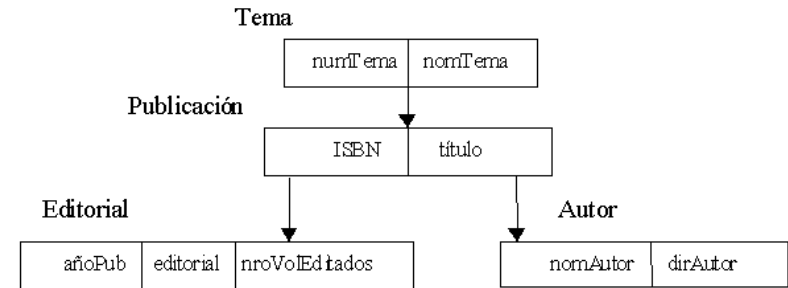 Tema
numTema nomTema
Publicación
ISBN título
Editorial Autor
añoPub editorial nroVolEditados nomAutor dirAutor